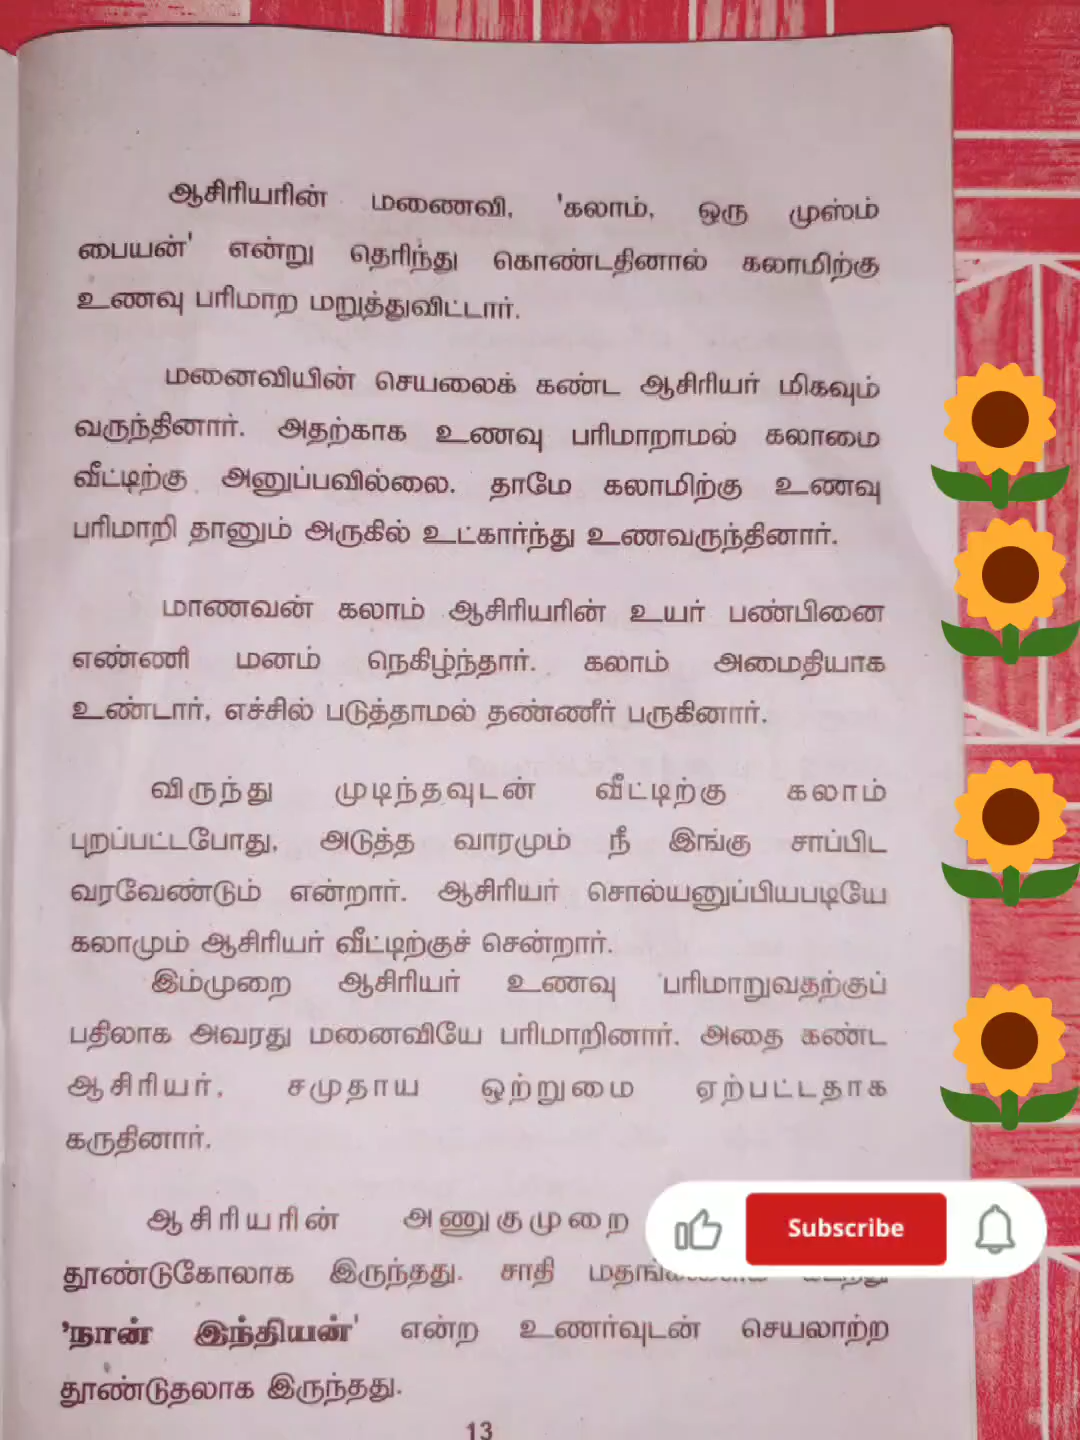 ஆசிரியரின் மணைவி, 'கலாம், ஒரு முஸ்ம்
பையன்' என்று தெரிந்து கொண்டதினால் கலாமிற்கு
உணவு பரிமாற மறுத்துவிட்டார்.
மனைவியின் செயலைக் கண்ட ஆசிரியர் மிகவும்
வருந்தினார். அதற்காக உணவு பரிமாறாமல் கலாமை
வீட்டிற்கு அனுப்பவில்லை. தாமே கலாமிற்கு உணவு
பரிமாறி தானும் அருகில் உட்கார்ந்து உணவருந்தினார்.
மாணவன் கலாம் ஆசிரியரின் உயர் பண்பினை
எண்ணி மனம் நெகிழ்ந்தார். கலாம் அமைதியாக
உண்டார், எச்சில் படுத்தாமல் தண்ணீர் பருகினார்.
விருந்து முடிந்தவுடன் வீட்டிற்கு கலாம்
புறப்பட்டபோது, அடுத்த வாரமும் நீ இங்கு சாப்பிட
வரவேண்டும் என்றார். ஆசிரியர் சொல்யனுப்பியபடியே
கலாமும் ஆசிரியர் வீட்டிற்குச் சென்றார்.
இம்முறை ஆசிரியர் உணவு பரிமாறுவதற்குப்
பதிலாக அவரது மனைவியே பரிமாறினார். அதை கண்ட
ஆசிரியர், சமுதாய ஒற்றுமை ஏற்பட்டதாக
கருதினார்.
ஆசிரியரின் அணுகுமுறை
தூண்டுகோலாக இருந்தது. சாதி
'நான் இந்தியன்' என்ற உணர்வுடன் செயலாற்ற
தூண்டுதலாக இருந்தது.
13
Subscribe